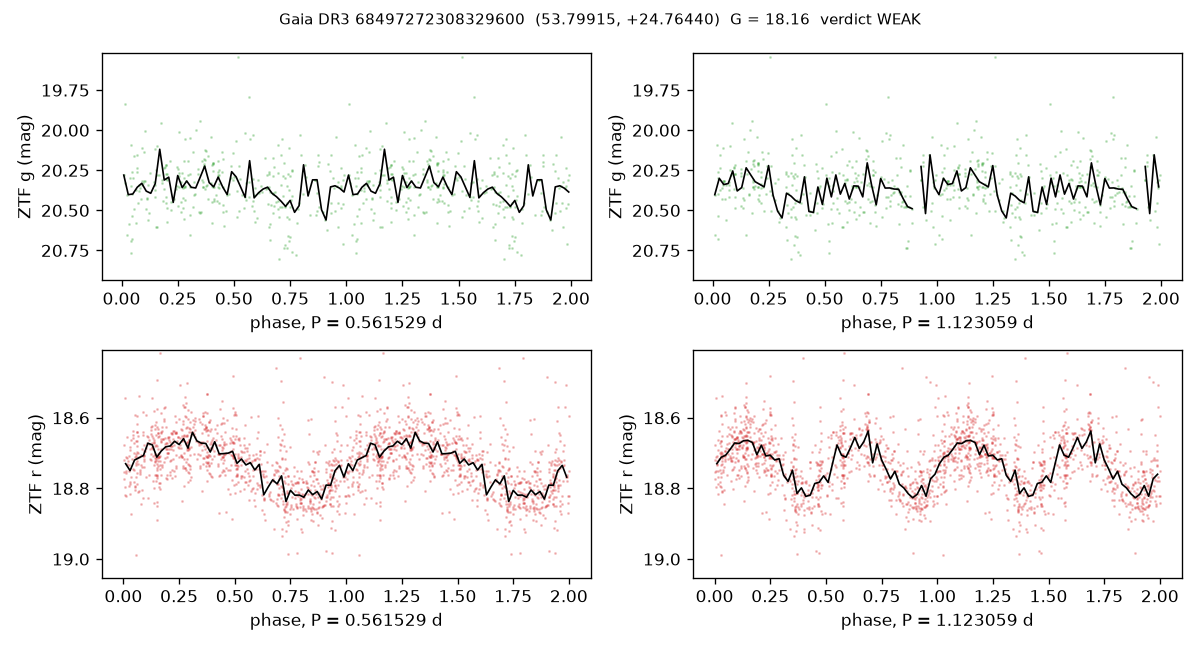 Gaia DR3 68497272308329600  (53.79915, +24.76440)  G = 18.16  verdict WEAK
ZTF g (mag)
19.75
20.00
20.25
20.50
20.75
0.00 0.25 0.50 0.75 1.00 1.25 1.50 1.75 2.00
phase, P = 0.561529 d
ZTF g (mag)
19.75
20.00
20.25
20.50
20.75
0.00 0.25 0.50 0.75 1.00 1.25 1.50 1.75 2.00
phase, P = 1.123059 d
ZTF r (mag)
18.6
18.8
19.0
0.00 0.25 0.50 0.75 1.00 1.25 1.50 1.75 2.00
phase, P = 0.561529 d
ZTF r (mag)
18.6
18.8
19.0
0.00 0.25 0.50 0.75 1.00 1.25 1.50 1.75 2.00
phase, P = 1.123059 d